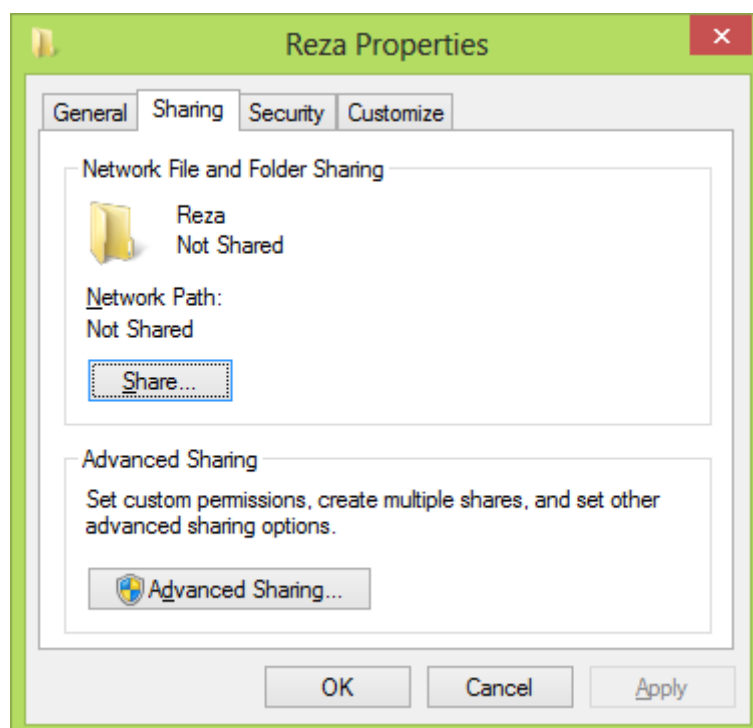 Reza Properties
General Sharing Security Customize
Network File and Folder Sharing
Reza
Not Shared
Network Path:
Not Shared
Share...
Advanced Sharing
Set custom permissions, create multiple shares, and set other
advanced sharing options.
Advanced Sharing...
OK Cancel Apply